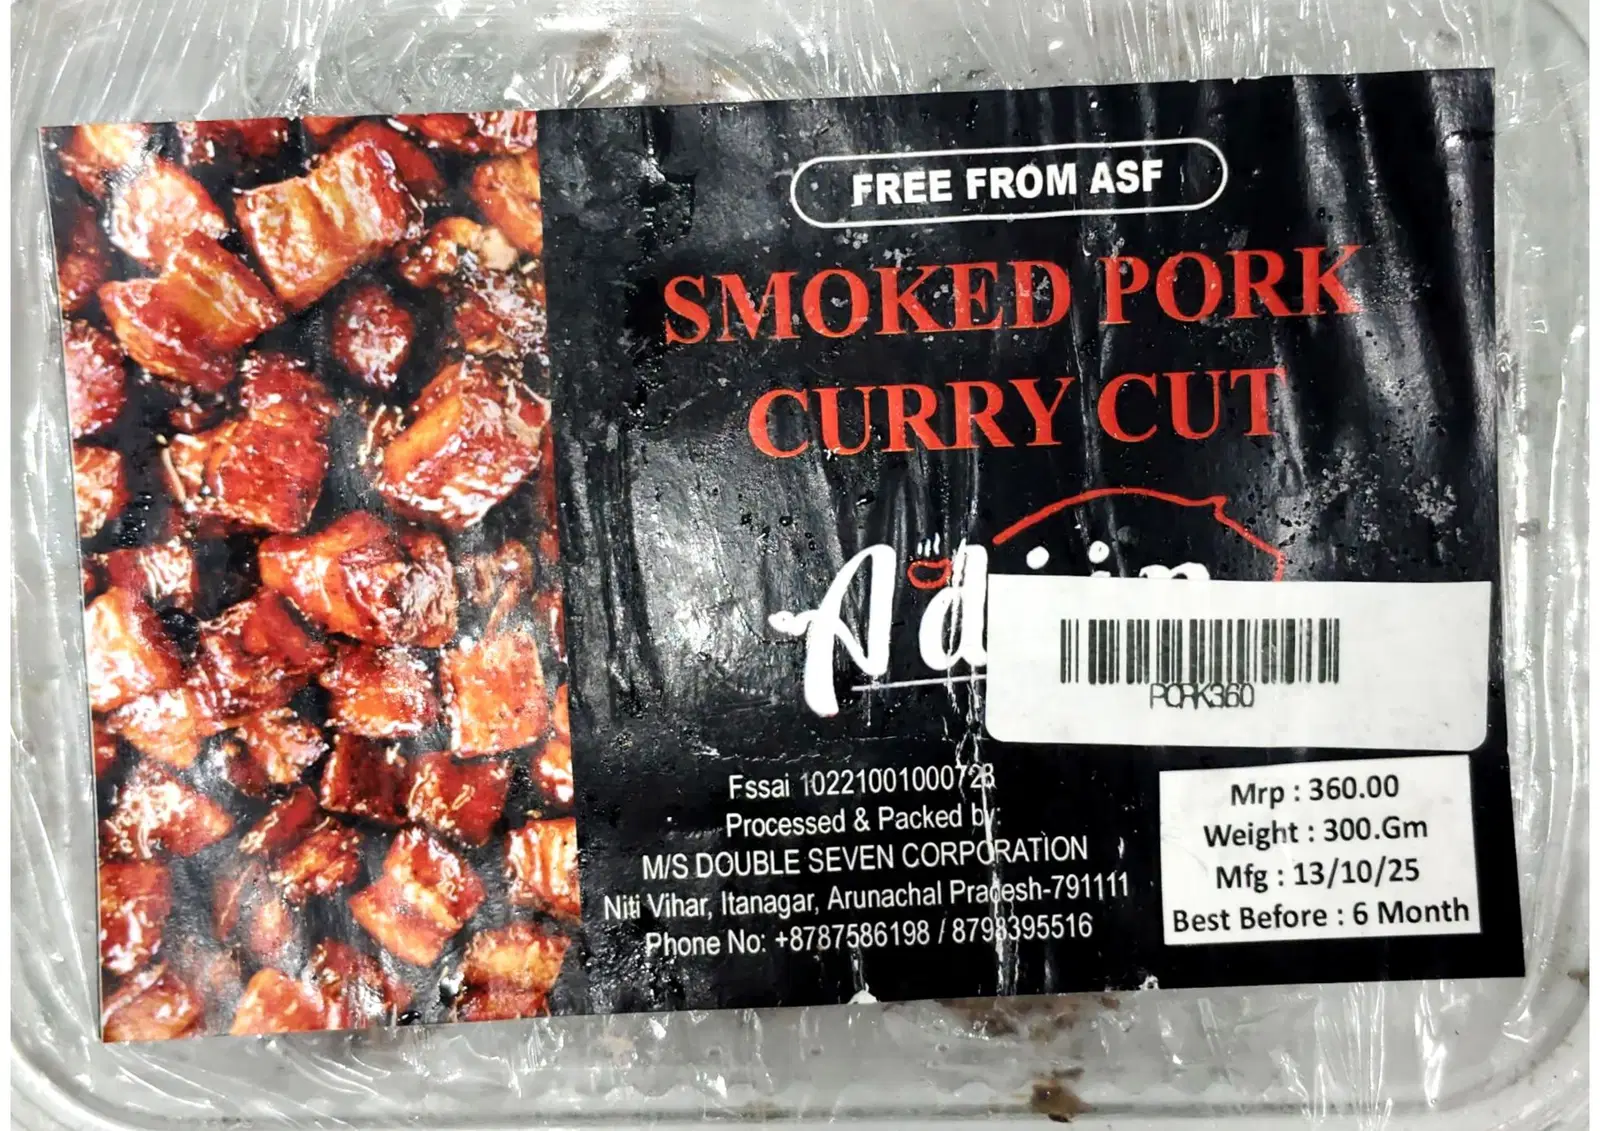 FREE FROM ASF
SMOKED PORK
CURRY CUT
PORK360
Fssai 10221001000723
Processed & Packed by:
M/S DOUBLE SEVEN CORPORATION
Niti Vihar, Itanagar, Arunachal Pradesh-791111
Phone No: +8787586198 / 8798395516
Mrp : 360.00
Weight : 300.Gm
Mfg : 13/10/25
Best Before : 6 Month